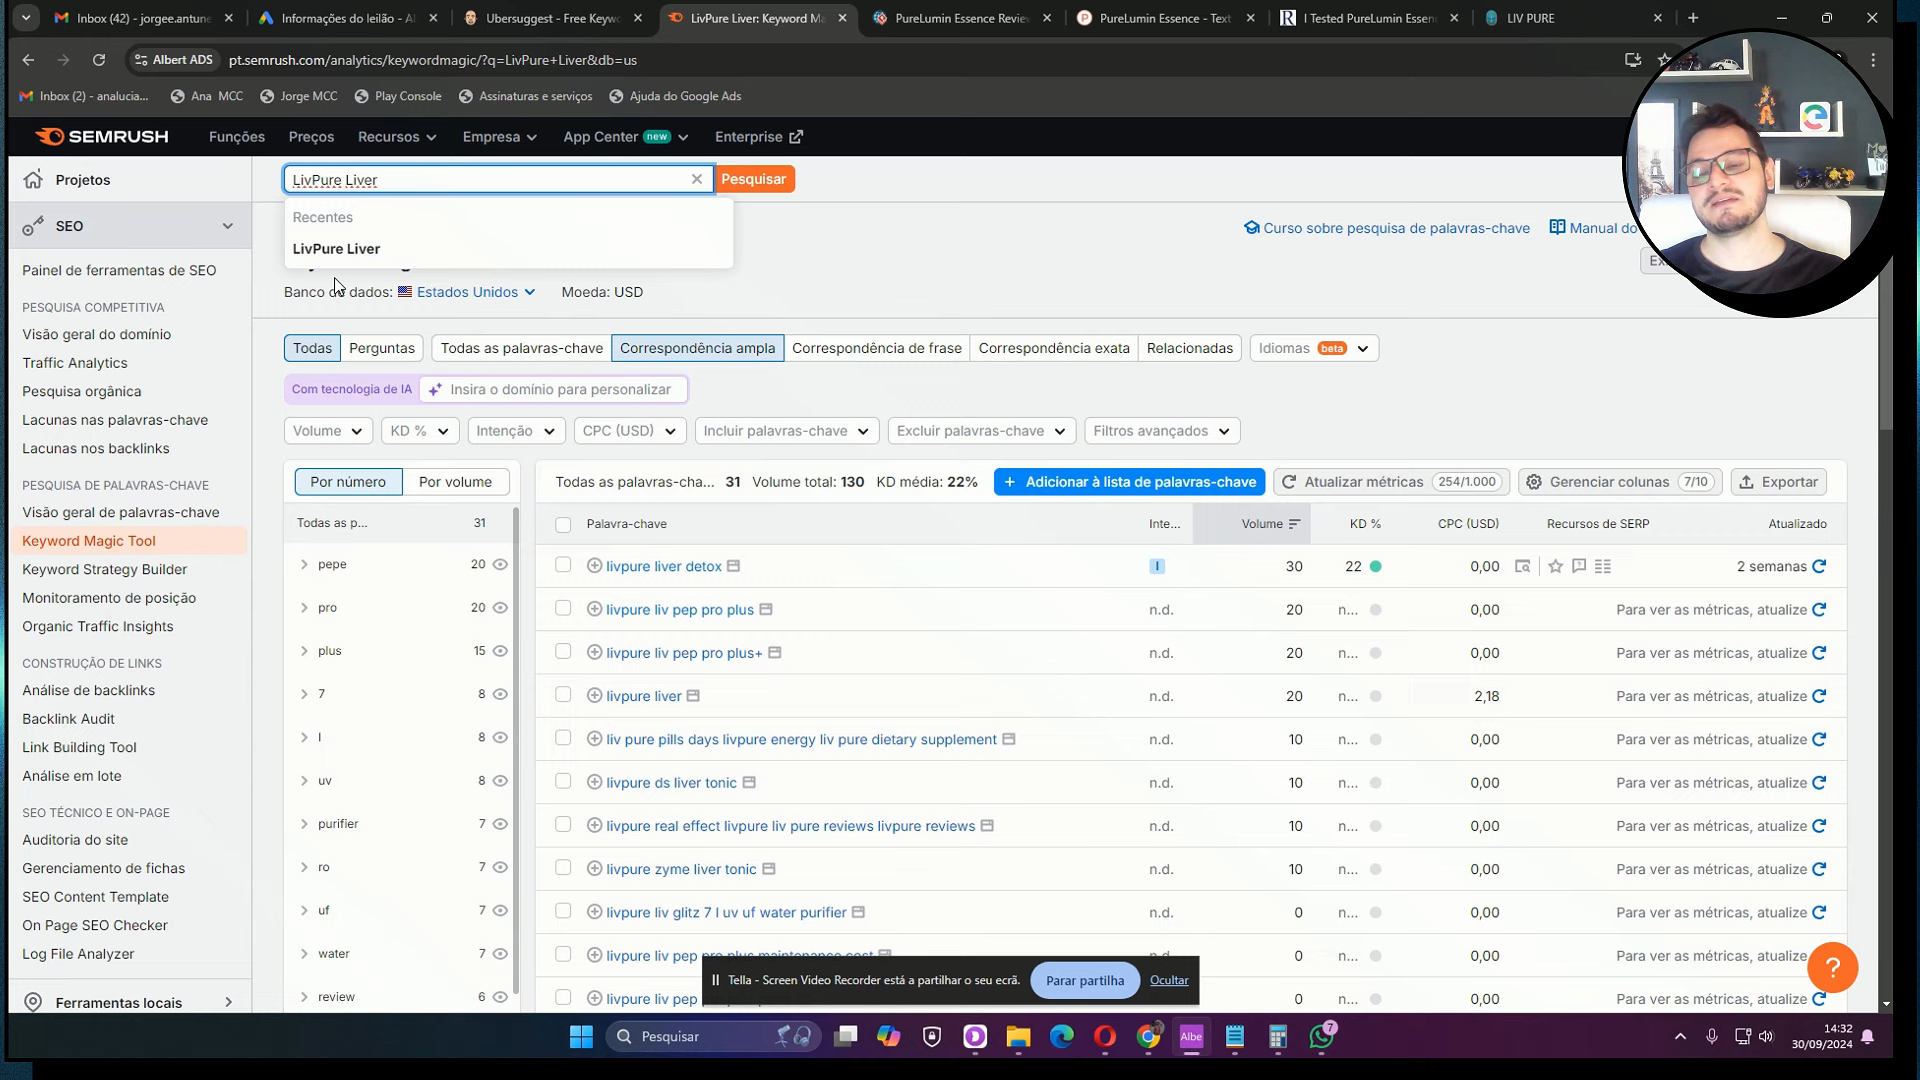 Inbox (42) - jorgee.antune
Informações do leilão - Al
Ubersuggest - Free Keywo
LivPure Liver: Keyword Ma
PureLumin Essence Review
PureLumin Essence - Text
I Tested PureLumin Essenc
LIV PURE
Albert ADS
pt.semrush.com/analytics/keywordmagic/?q=LivPure+Liver&db=us
Inbox (2) - analucia...
Ana MCC
Jorge MCC
Play Console
Assinaturas e serviços
Ajuda do Google Ads
SEMRUSH
Funções
Preços
Recursos
Empresa
App Center new
Enterprise
Projetos
LivPure Liver
Pesquisar
Recentes
LivPure Liver
SEO
Curso sobre pesquisa de palavras-chave
Manual do
Banco de dados: Estados Unidos
Moeda: USD
Painel de ferramentas de SEO
PESQUISA COMPETITIVA
Visão geral do domínio
Traffic Analytics
Pesquisa orgânica
Lacunas nas palavras-chave
Lacunas nos backlinks
PESQUISA DE PALAVRAS-CHAVE
Visão geral de palavras-chave
Keyword Magic Tool
Keyword Strategy Builder
Monitoramento de posição
Organic Traffic Insights
CONSTRUÇÃO DE LINKS
Análise de backlinks
Backlink Audit
Link Building Tool
Análise em lote
SEO TÉCNICO E ON-PAGE
Auditoria do site
Gerenciamento de fichas
SEO Content Template
On Page SEO Checker
Log File Analyzer
Ferramentas locais
Todas Perguntas
Todas as palavras-chave Correspondência ampla Correspondência de frase Correspondência exata Relacionadas
Idiomas beta
Com tecnologia de IA Insira o domínio para personalizar
Volume KD % Intenção CPC (USD) Incluir palavras-chave Excluir palavras-chave Filtros avançados
Por número Por volume
Todas as p... 31
pepe 20
pro 20
plus 15
7 8
l 8
uv 8
purifier 7
ro 7
uf 7
water 7
review 6
Todas as palavras-cha... 31 Volume total: 130 KD média: 22%
+ Adicionar à lista de palavras-chave
Atualizar métricas 254/1.000
Gerenciar colunas 7/10
Exportar
Palavra-chave Inte... Volume KD % CPC (USD) Recursos de SERP Atualizado
livpure liver detox I 30 22 0,00 2 semanas
livpure liv pep pro plus n.d. 20 n... 0,00 Para ver as métricas, atualize
livpure liv pep pro plus+ n.d. 20 n... 0,00 Para ver as métricas, atualize
livpure liver n.d. 20 n... 2,18 Para ver as métricas, atualize
liv pure pills days livpure energy liv pure dietary supplement n.d. 10 n... 0,00 Para ver as métricas, atualize
livpure ds liver tonic n.d. 10 n... 0,00 Para ver as métricas, atualize
livpure real effect livpure liv pure reviews livpure reviews n.d. 10 n... 0,00 Para ver as métricas, atualize
livpure zyme liver tonic n.d. 10 n... 0,00 Para ver as métricas, atualize
livpure liv glitz 7 l uv uf water purifier n.d. 0 n... 0,00 Para ver as métricas, atualize
livpure liv pep pro plus maintenance cost n.d. 0 n... 0,00 Para ver as métricas, atualize
livpure liv pep 0 n... 0,00 Para ver as métricas, atualize
Tella - Screen Video Recorder está a partilhar o seu ecrã.
Parar partilha
Ocultar
?
Pesquisar
Albe
7
14:32
30/09/2024